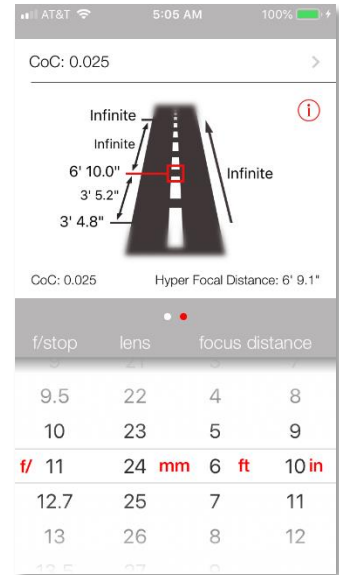 AT&T 5:05 AM 100%
CoC: 0.025
Infinite
Infinite
6' 10.0" Infinite
3' 5.2"
3' 4.8"
CoC: 0.025 Hyper Focal Distance: 6' 9.1"
f/stop lens focus distance
9.5 22 4 8
10 23 5 9
f/ 11 24 mm 6 ft 10 in
12.7 25 7 11
13 26 8 12